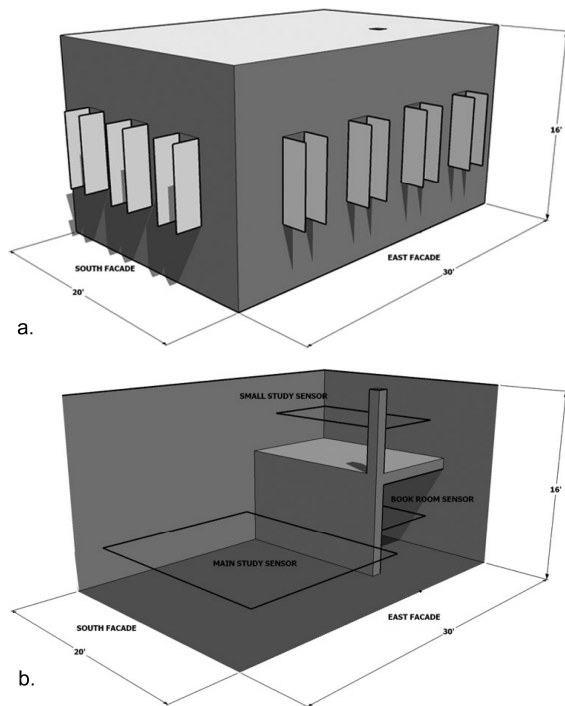 16'
EAST FACADE
SOUTH FACADE
30'
20'
a.
SMALL STUDY SENSOR
16'
BOOK ROOM SENSOR
MAIN STUDY SENSOR
EAST FACADE
SOUTH FACADE
30'
20'
b.